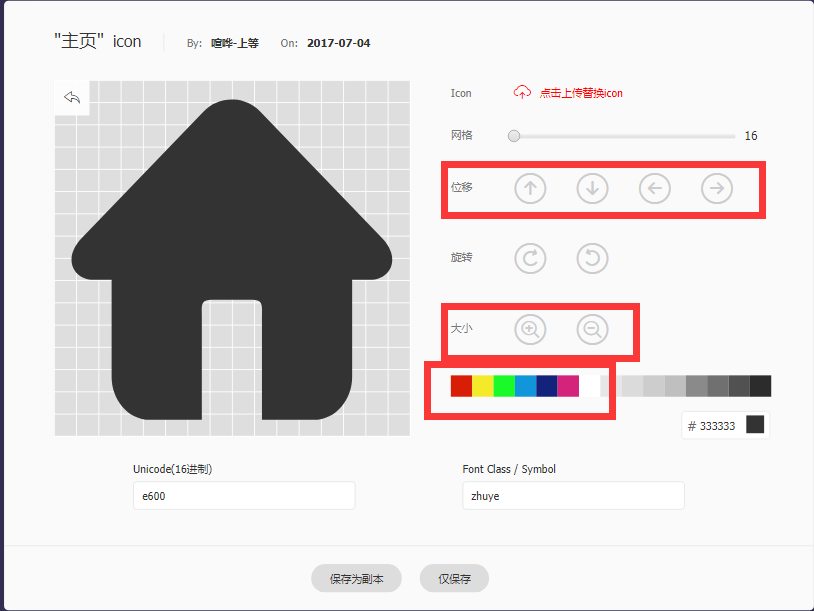 "主页" icon By: 喧哗-上等 On: 2017-07-04
Icon 点击上传替换icon
网格 16
位移
旋转
大小
# 333333
Unicode(16进制) Font Class / Symbol
e600 zhuye
保存为副本 仅保存